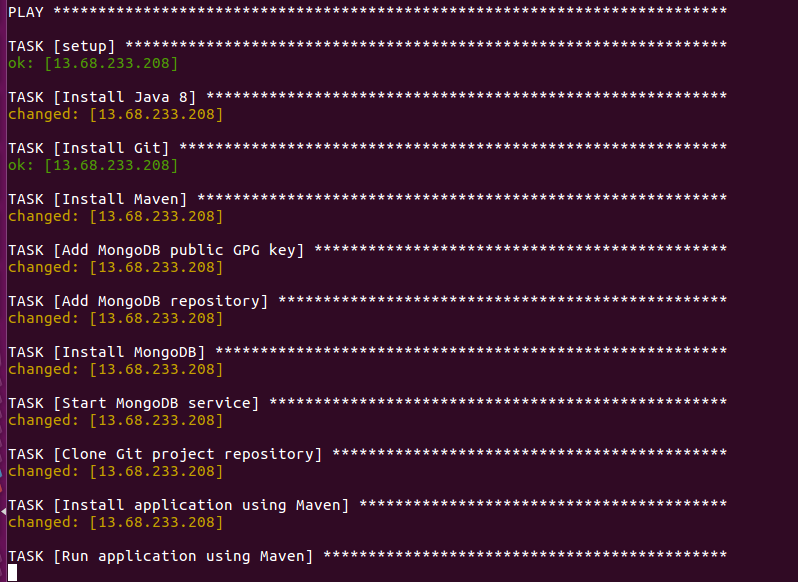 PLAY ***************************************************************************
TASK [setup] *******************************************************************
ok: [13.68.233.208]
TASK [Install Java 8] **********************************************************
changed: [13.68.233.208]
TASK [Install Git] *************************************************************
ok: [13.68.233.208]
TASK [Install Maven] ***********************************************************
changed: [13.68.233.208]
TASK [Add MongoDB public GPG key] **********************************************
changed: [13.68.233.208]
TASK [Add MongoDB repository] **************************************************
changed: [13.68.233.208]
TASK [Install MongoDB] *********************************************************
changed: [13.68.233.208]
TASK [Start MongoDB service] ***************************************************
changed: [13.68.233.208]
TASK [Clone Git project repository] ********************************************
changed: [13.68.233.208]
TASK [Install application using Maven] *****************************************
changed: [13.68.233.208]
TASK [Run application using Maven] *********************************************